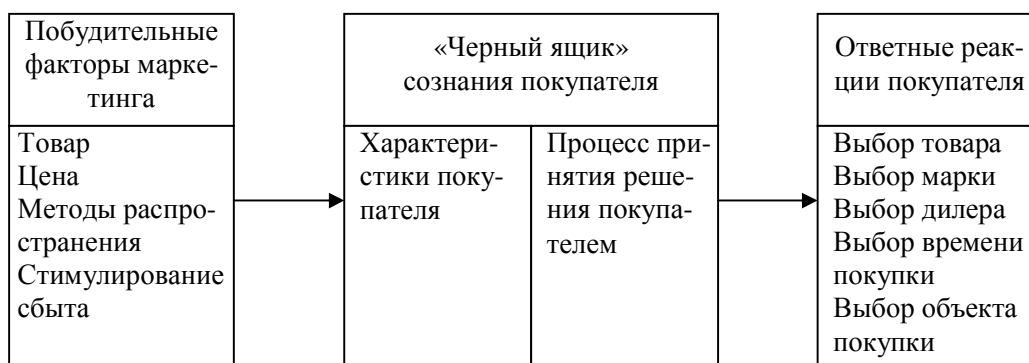 Побудительные
факторы марке-
тинга
«Черный ящик»
сознания покупателя
Ответные реак-
ции покупателя
Товар
Цена
Методы распро-
странения
Стимулирование
сбыта
Характери-
стики поку-
пателя
Процесс при-
нятия реше-
ния покупа-
телем
Выбор товара
Выбор марки
Выбор дилера
Выбор времени
покупки
Выбор объекта
покупки